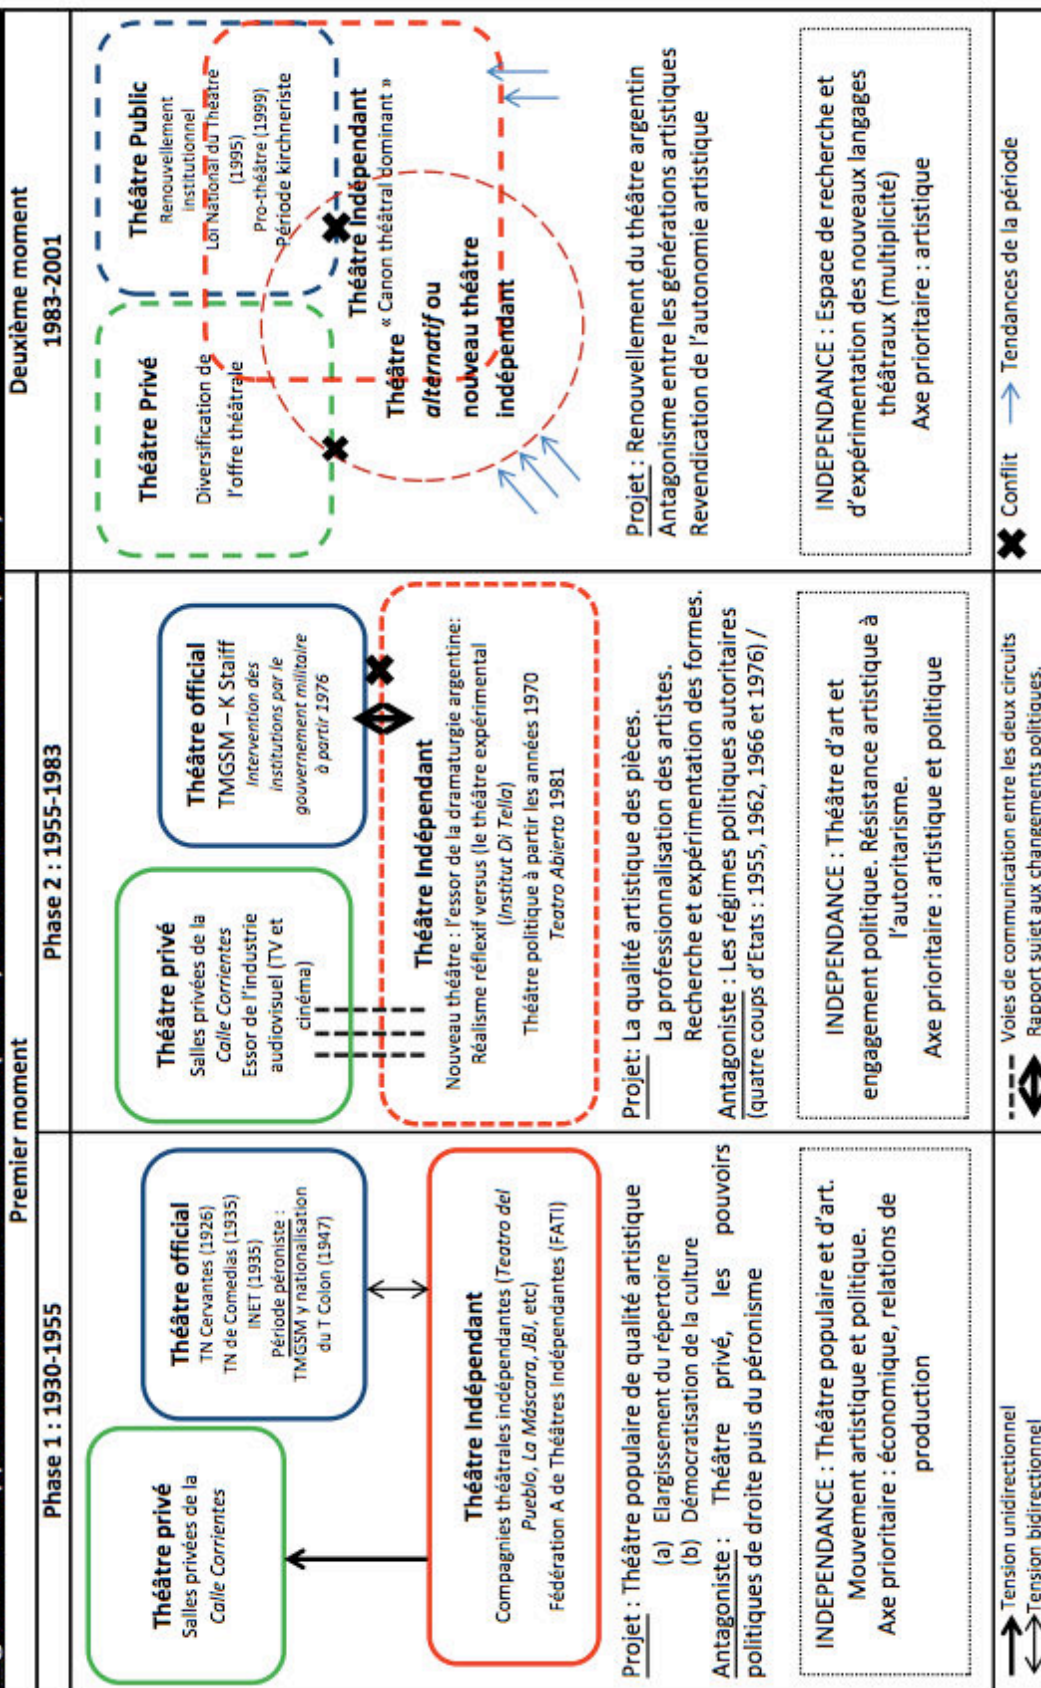 Premier moment
Deuxième moment
Phase 1 : 1930-1955
Phase 2 : 1955-1983
1983-2001
Théâtre privé
Salles privées de la
Calle Corrientes
Théâtre official
TN Cervantes (1926)
TN de Comedias (1935)
INET (1935)
Période péroniste :
TMGSM y nationalisation
du T Colon (1947)
Théâtre Indépendant
Compagnies théâtrales indépendantes (Teatro del
Pueblo, La Máscara, JBJ, etc)
Fédération A de Théâtres Indépendantes (FATI)
Projet : Théâtre populaire de qualité artistique
(a) Elargissement du répertoire
(b) Démocratisation de la culture
Antagoniste : Théâtre privé, les pouvoirs
politiques de droite puis du péronisme
INDEPENDANCE : Théâtre populaire et d'art.
Mouvement artistique et politique.
Axe prioritaire : économique, relations de
production
Théâtre privé
Salles privées de la
Calle Corrientes
Essor de l'industrie
audiovisuel (TV et
cinéma)
Théâtre official
TMGSM – K Staiff
Intervention des
institutions par le
gouvernement militaire
à partir 1976
Théâtre Indépendant
Nouveau théâtre : l'essor de la dramaturgie argentine:
Réalisme réflexif versus (le théâtre expérimental
(Institut Di Tella)
Théâtre politique à partir les années 1970
Teatro Abierto 1981
Projet: La qualité artistique des pièces.
La professionnalisation des artistes.
Recherche et expérimentation des formes.
Antagoniste : Les régimes politiques autoritaires
(quatre coups d'Etats : 1955, 1962, 1966 et 1976) /
INDEPENDANCE : Théâtre d'art et
engagement politique. Résistance artistique à
l'autoritarisme.
Axe prioritaire : artistique et politique
Théâtre Privé
Diversification de
l'offre théâtrale
Théâtre Public
Renouvellement
institutionnel
Loi National du Théâtre
(1995)
Pro-théâtre (1999)
Période kirchneriste
Théâtre Indépendant
« Canon théâtral dominant »
Théâtre
alternatif ou
nouveau théâtre
indépendant
Projet : Renouvellement du théâtre argentin
Antagonisme entre les générations artistiques
Revendication de l'autonomie artistique
INDEPENDANCE : Espace de recherche et
d'expérimentation des nouveaux langages
théâtraux (multiplicité)
Axe prioritaire : artistique
Tension unidirectionnel
Tension bidirectionnel
Voies de communication entre les deux circuits
Rapport sujet aux changements politiques.
Conflit
Tendances de la période